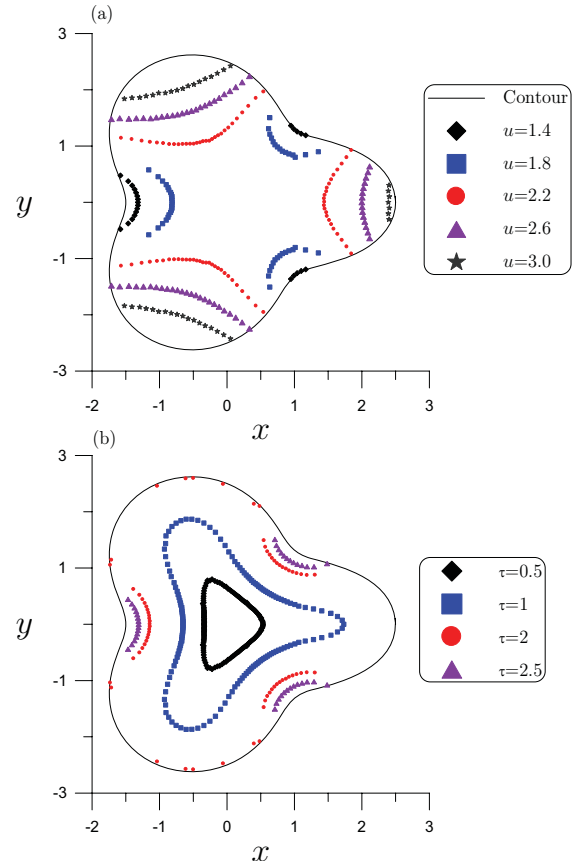 (a)
3
1
y
-1
-3
-2
-1
0
1
2
3
x
Contour
u=1.4
u=1.8
u=2.2
u=2.6
u=3.0
(b)
3
1
y
-1
-3
-2
-1
0
1
2
3
x
τ=0.5
τ=1
τ=2
τ=2.5